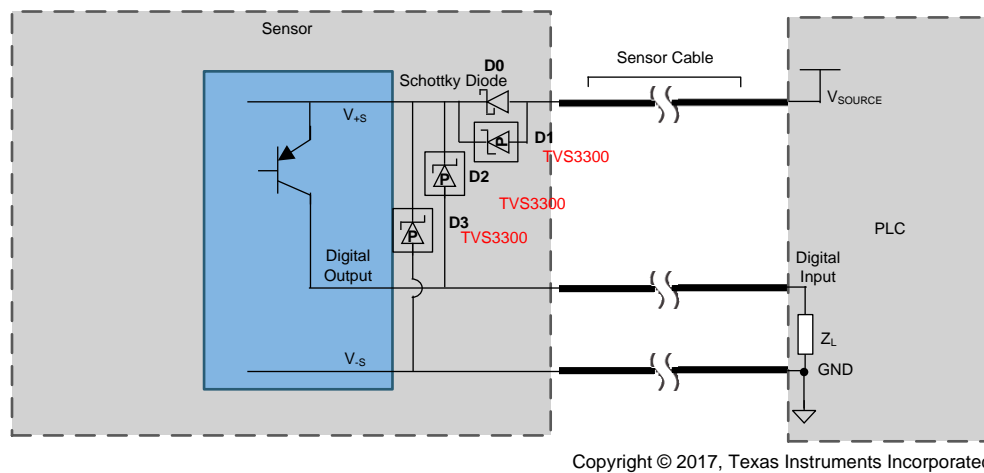 Sensor
D0
Schottky Diode
Sensor Cable
V+S
VSOURCE
P
D1
TVS3300
P
D2
TVS3300
D3
P
TVS3300
PLC
Digital
Output
Digital
Input
ZL
V-S
GND
Copyright © 2017, Texas Instruments Incorporated